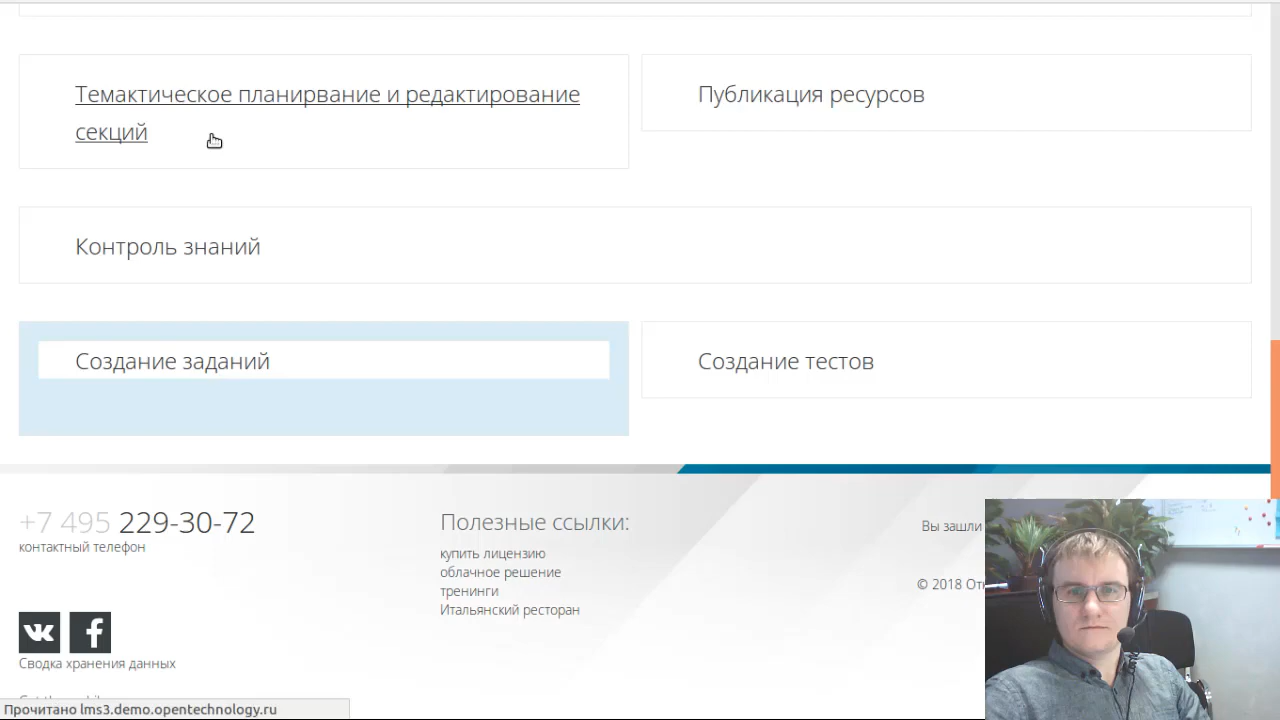 Тематическое планирвание и редактирование
секций
Публикация ресурсов
Контроль знаний
Создание заданий
Создание тестов
+7 495 229-30-72
контактный телефон
Полезные ссылки:
купить лицензию
облачное решение
тренинги
Итальянский ресторан
Вы зашли
© 2018 От
Сводка хранения данных
Прочитано lms3.demo.opentechnology.ru